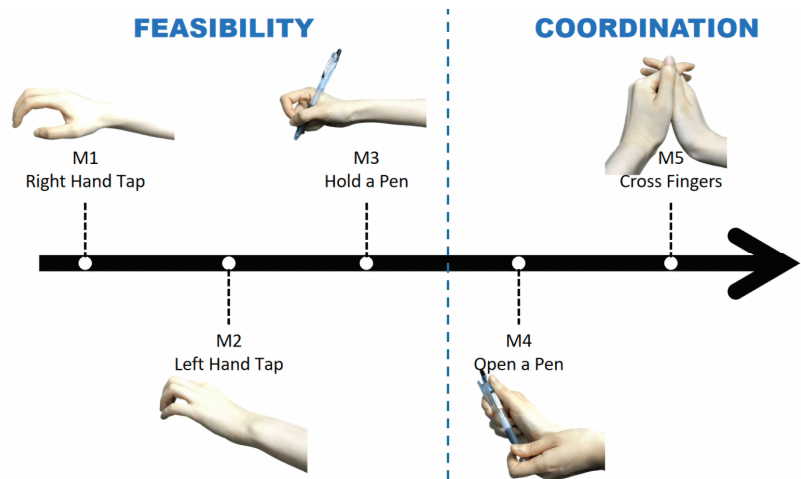 FEASIBILITY
COORDINATION
M1
Right Hand Tap
M3
Hold a Pen
M5
Cross Fingers
M2
Left Hand Tap
M4
Open a Pen